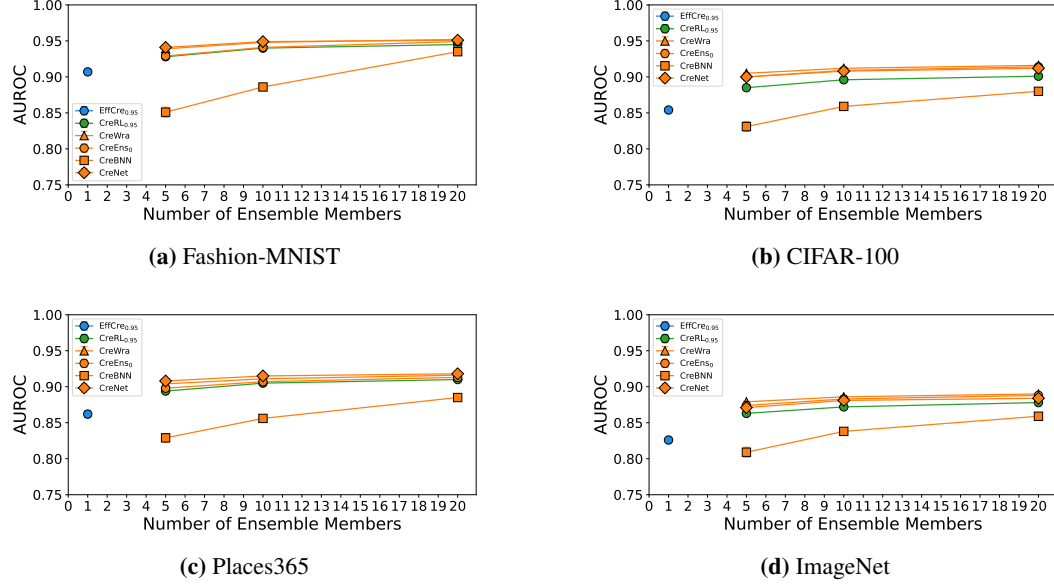 1.00
0.95
0.90
0.85
0.80
0.75
AUROC
EffCre0.95
CreRL0.95
CreWra
CreEns0
CreBNN
CreNet
0 1 2 3 4 5 6 7 8 9 10 11 12 13 14 15 16 17 18 19 20
Number of Ensemble Members
(a) Fashion-MNIST
1.00
0.95
0.90
0.85
0.80
0.75
AUROC
EffCre0.95
CreRL0.95
CreWra
CreEns0
CreBNN
CreNet
0 1 2 3 4 5 6 7 8 9 10 11 12 13 14 15 16 17 18 19 20
Number of Ensemble Members
(b) CIFAR-100
1.00
0.95
0.90
0.85
0.80
0.75
AUROC
EffCre0.95
CreRL0.95
CreWra
CreEns0
CreBNN
CreNet
0 1 2 3 4 5 6 7 8 9 10 11 12 13 14 15 16 17 18 19 20
Number of Ensemble Members
(c) Places365
1.00
0.95
0.90
0.85
0.80
0.75
AUROC
EffCre0.95
CreRL0.95
CreWra
CreEns0
CreBNN
CreNet
0 1 2 3 4 5 6 7 8 9 10 11 12 13 14 15 16 17 18 19 20
Number of Ensemble Members
(d) ImageNet